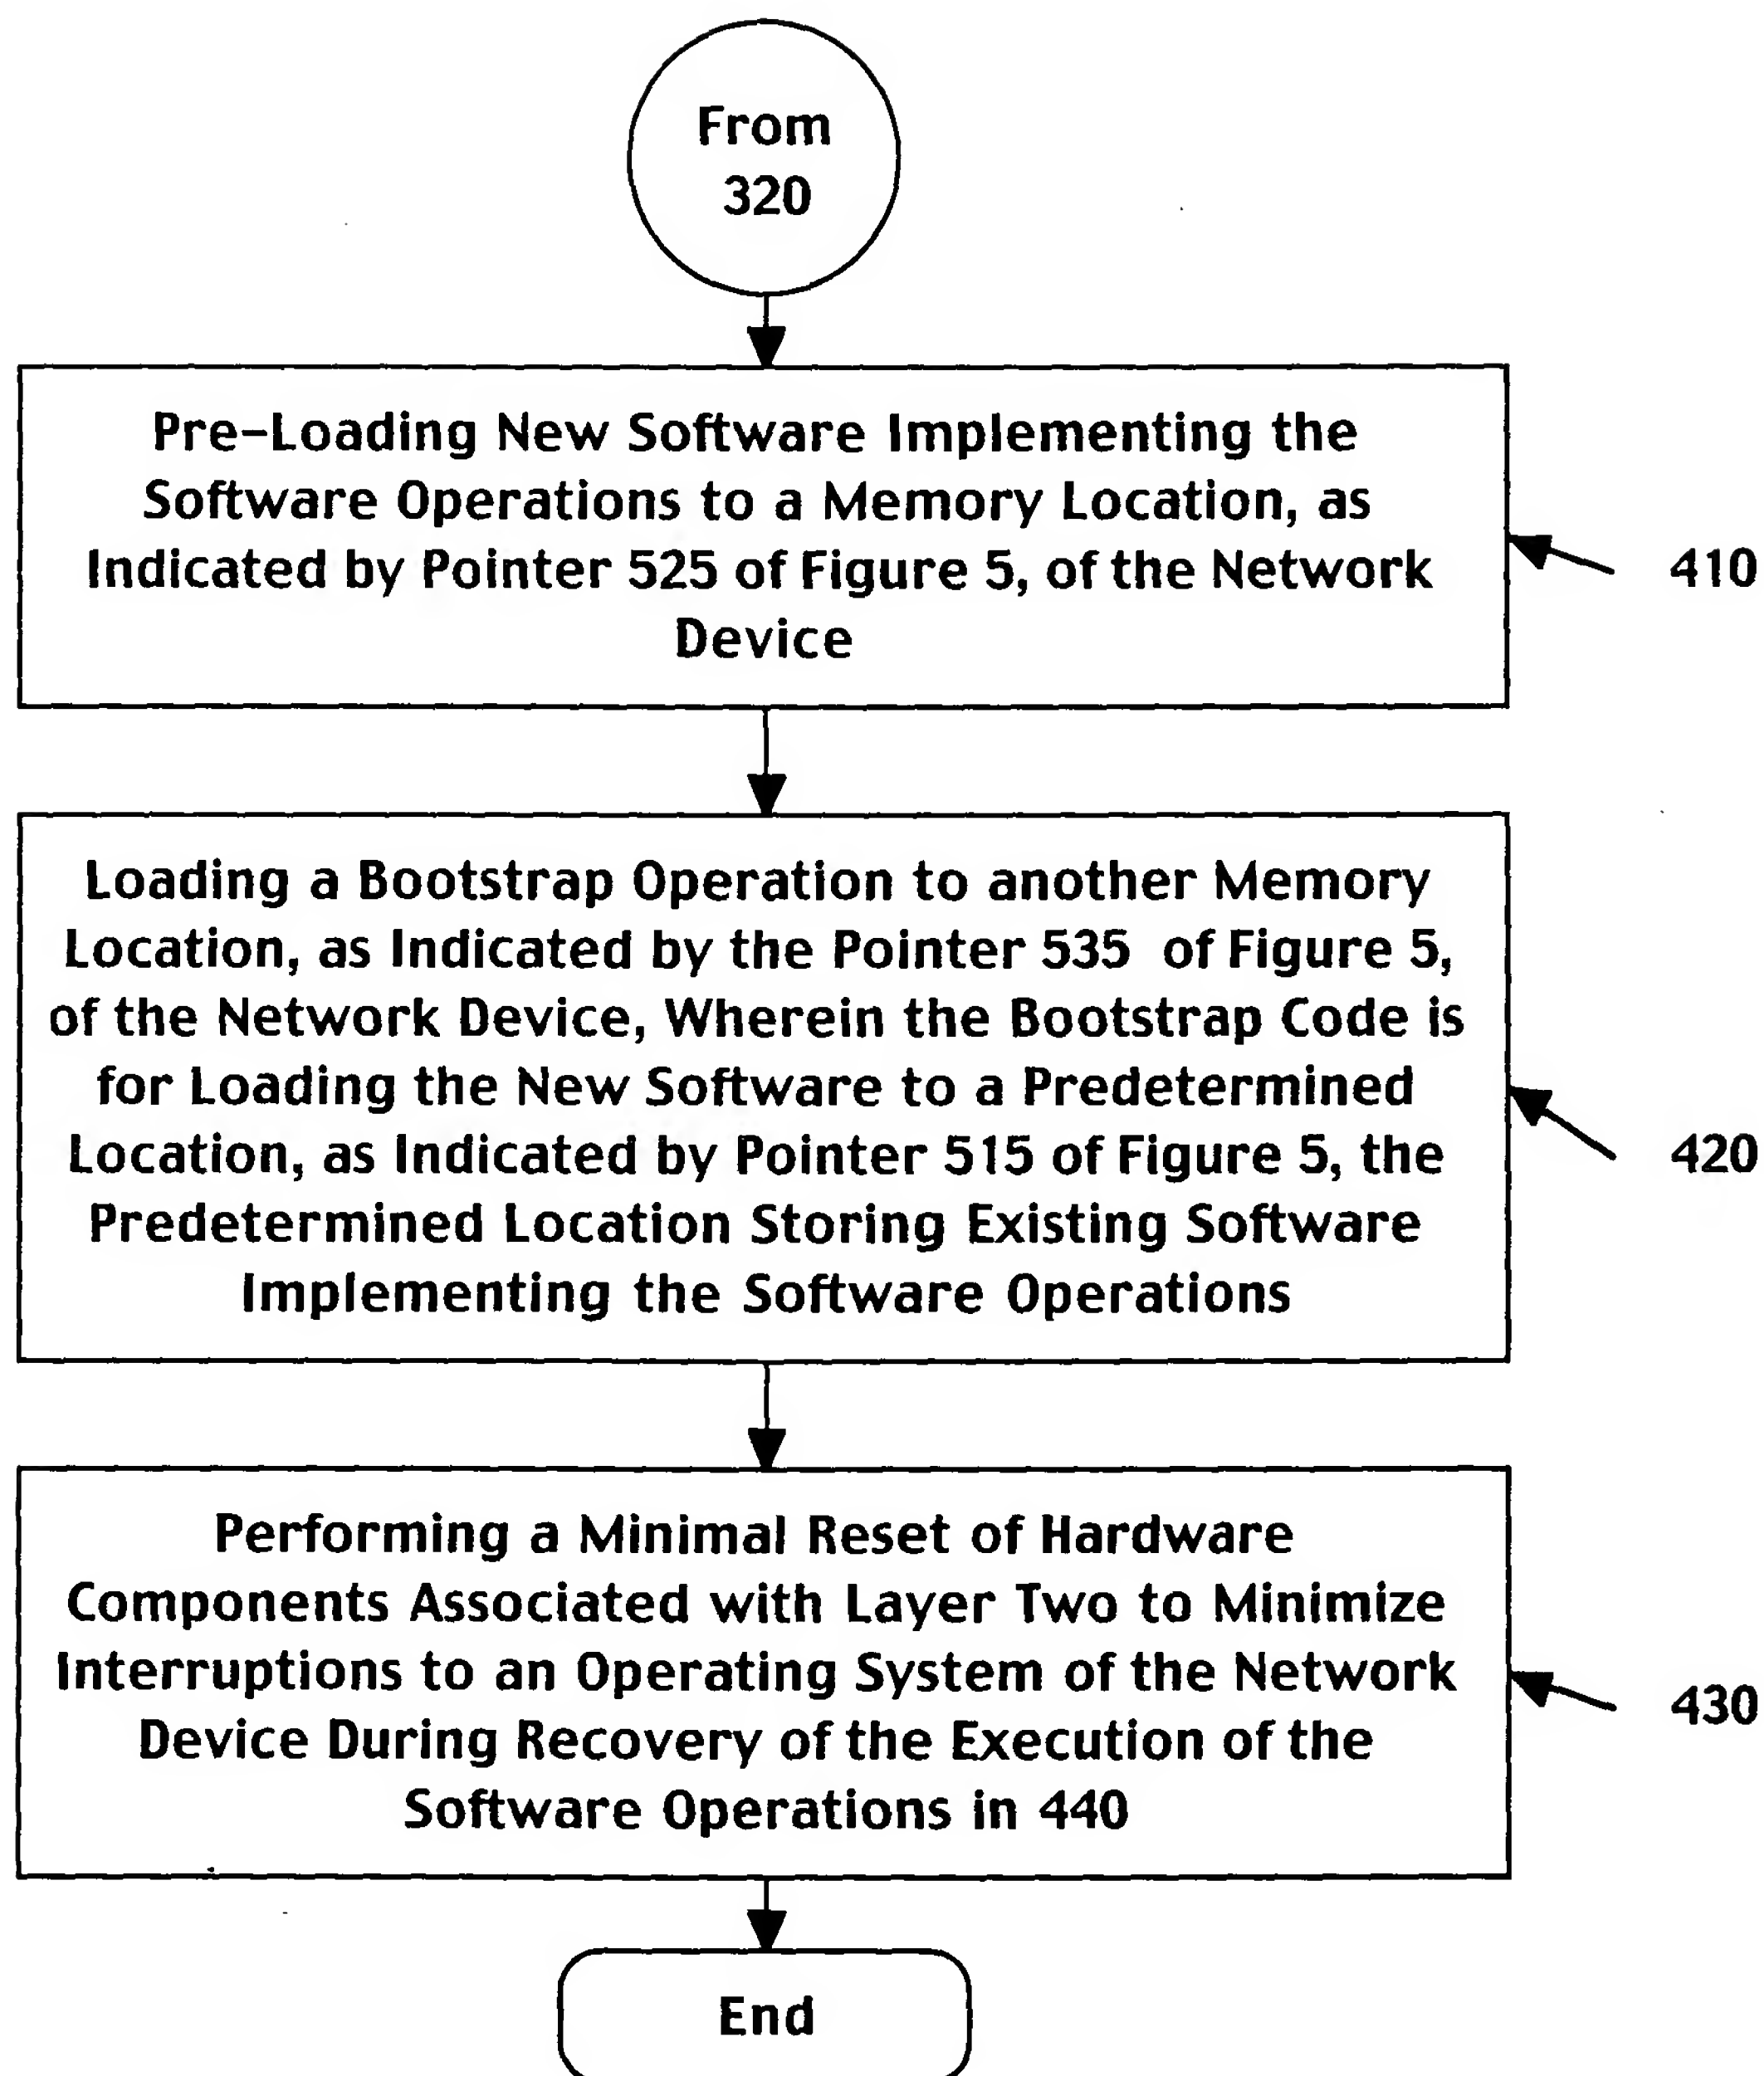 From
320
Pre-Loading New Software Implementing the
Software Operations to a Memory Location, as
Indicated by Pointer 525 of Figure 5, of the Network
Device
410
Loading a Bootstrap Operation to another Memory
Location, as Indicated by the Pointer 535 of Figure 5,
of the Network Device, Wherein the Bootstrap Code is
for Loading the New Software to a Predetermined
Location, as Indicated by Pointer 515 of Figure 5, the
Predetermined Location Storing Existing Software
Implementing the Software Operations
420
Performing a Minimal Reset of Hardware
Components Associated with Layer Two to Minimize
Interruptions to an Operating System of the Network
Device During Recovery of the Execution of the
Software Operations in 440
430
End